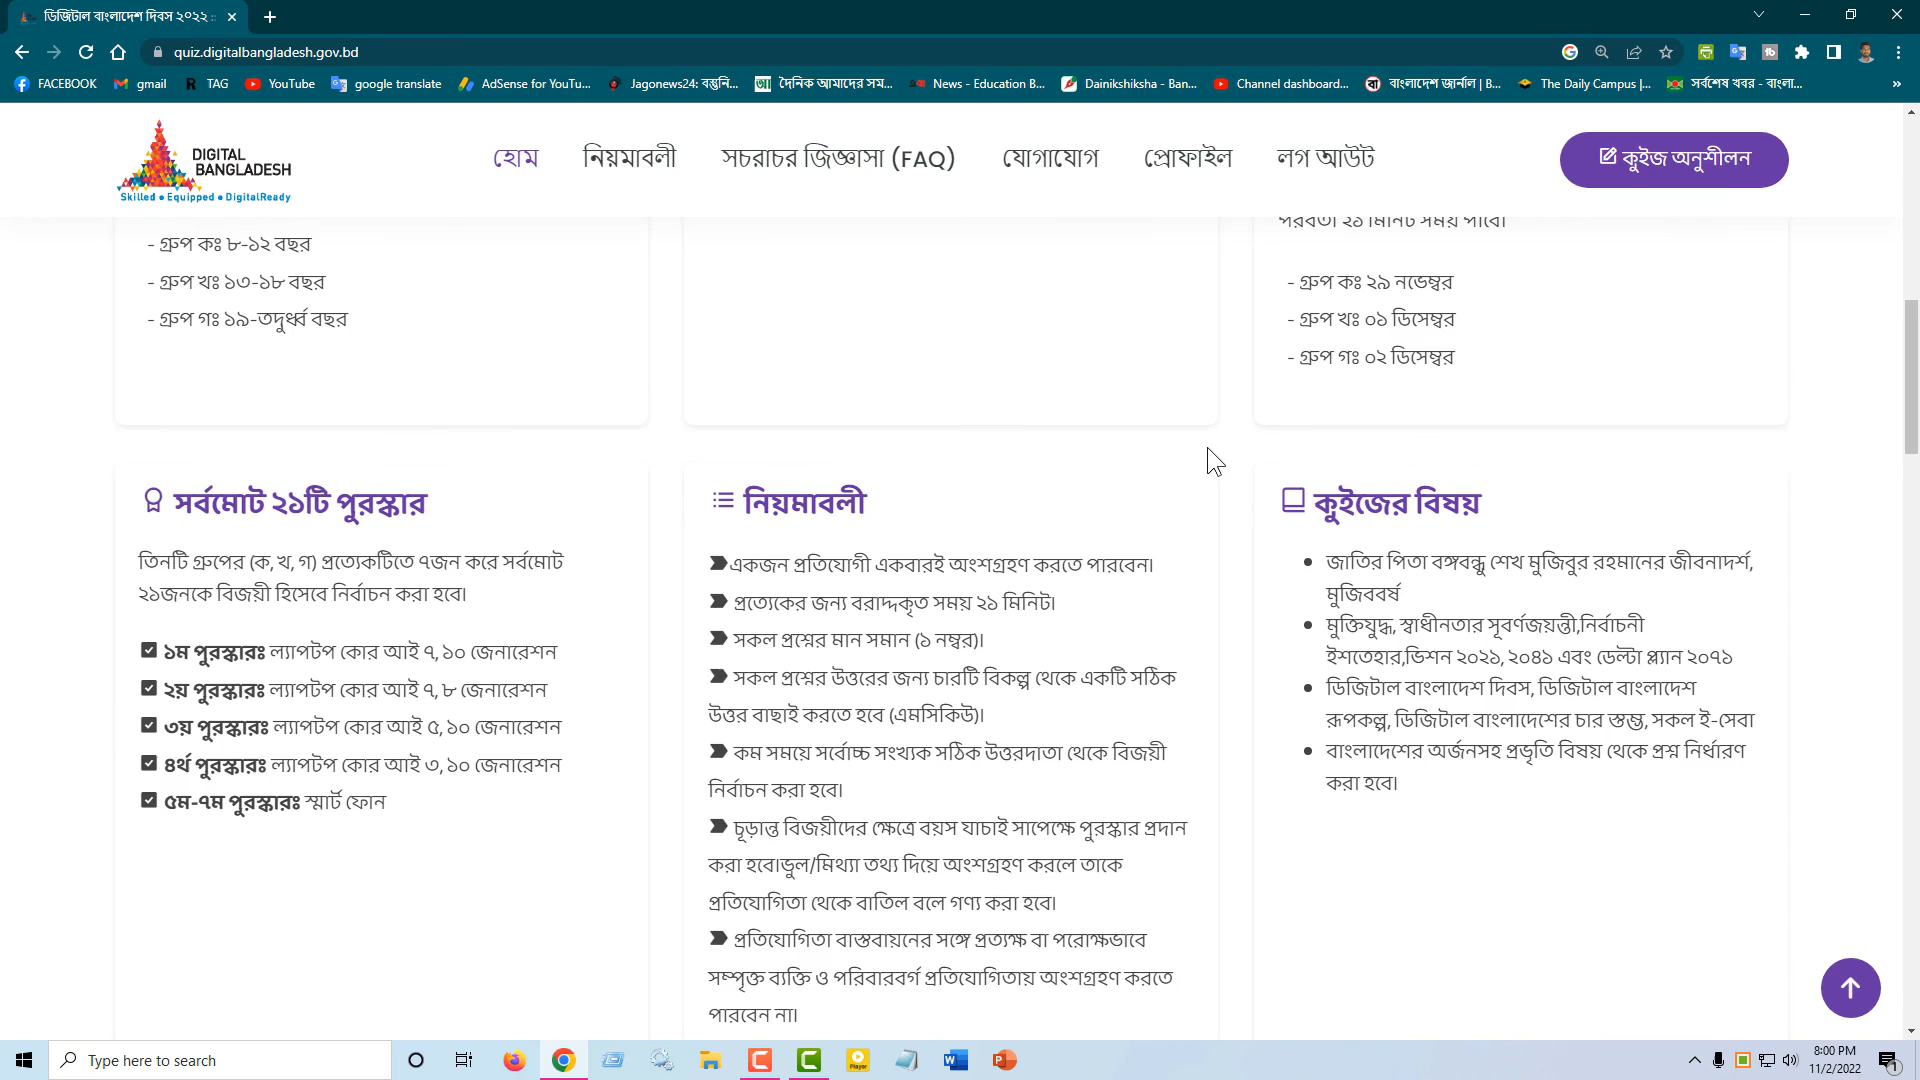 ডিজিটাল বাংলাদেশ দিবস ২০২২ ::
quiz.digitalbangladesh.gov.bd
FACEBOOK gmail TAG YouTube google translate AdSense for YouTu... Jagonews24: বস্তুনি... দৈনিক আমাদের সম... News - Education B... Dainikshiksha - Ban... Channel dashboard... বাংলাদেশ জার্নাল | B... The Daily Campus |... সর্বশেষ খবর - বাংলা...
DIGITAL
BANGLADESH
Skilled • Equipped • DigitalReady
হোম নিয়মাবলী সচরাচর জিজ্ঞাসা (FAQ) যোগাযোগ প্রোফাইল লগ আউট কুইজ অনুশীলন
- গ্রুপ কঃ ৮-১২ বছর
- গ্রুপ খঃ ১৩-১৮ বছর
- গ্রুপ গঃ ১৯-তদুর্ধ্ব বছর
পরবর্তী ২১ মিনিট সময় পাবে।
- গ্রুপ কঃ ২৯ নভেম্বর
- গ্রুপ খঃ ০১ ডিসেম্বর
- গ্রুপ গঃ ০২ ডিসেম্বর
সর্বমোট ২১টি পুরস্কার
তিনটি গ্রুপের (ক, খ, গ) প্রত্যেকটিতে ৭জন করে সর্বমোট
২১জনকে বিজয়ী হিসেবে নির্বাচন করা হবে।
১ম পুরস্কারঃ ল্যাপটপ কোর আই ৭, ১০ জেনারেশন
২য় পুরস্কারঃ ল্যাপটপ কোর আই ৭, ৮ জেনারেশন
৩য় পুরস্কারঃ ল্যাপটপ কোর আই ৫, ১০ জেনারেশন
৪র্থ পুরস্কারঃ ল্যাপটপ কোর আই ৩, ১০ জেনারেশন
৫ম-৭ম পুরস্কারঃ স্মার্ট ফোন
নিয়মাবলী
একজন প্রতিযোগী একবারই অংশগ্রহণ করতে পারবেন।
প্রত্যেকের জন্য বরাদ্দকৃত সময় ২১ মিনিট।
সকল প্রশ্নের মান সমান (১ নম্বর)।
সকল প্রশ্নের উত্তরের জন্য চারটি বিকল্প থেকে একটি সঠিক
উত্তর বাছাই করতে হবে (এমসিকিউ)।
কম সময়ে সর্বোচ্চ সংখ্যক সঠিক উত্তরদাতা থেকে বিজয়ী
নির্বাচন করা হবে।
চূড়ান্ত বিজয়ীদের ক্ষেত্রে বয়স যাচাই সাপেক্ষে পুরস্কার প্রদান
করা হবে।ভুল/মিথ্যা তথ্য দিয়ে অংশগ্রহণ করলে তাকে
প্রতিযোগিতা থেকে বাতিল বলে গণ্য করা হবে।
প্রতিযোগিতা বাস্তবায়নের সঙ্গে প্রত্যক্ষ বা পরোক্ষভাবে
সম্পৃক্ত ব্যক্তি ও পরিবারবর্গ প্রতিযোগিতায় অংশগ্রহণ করতে
পারবেন না।
কুইজের বিষয়
• জাতির পিতা বঙ্গবন্ধু শেখ মুজিবুর রহমানের জীবনাদর্শ,
মুজিববর্ষ
• মুক্তিযুদ্ধ, স্বাধীনতার সূবর্ণজয়ন্তী,নির্বাচনী
ইশতেহার,ভিশন ২০২১, ২০৪১ এবং ডেল্টা প্ল্যান ২০৭১
• ডিজিটাল বাংলাদেশ দিবস, ডিজিটাল বাংলাদেশ
রূপকল্প, ডিজিটাল বাংলাদেশের চার স্তম্ভ, সকল ই-সেবা
• বাংলাদেশের অর্জনসহ প্রভৃতি বিষয় থেকে প্রশ্ন নির্ধারণ
করা হবে।
Type here to search
8:00 PM
11/2/2022